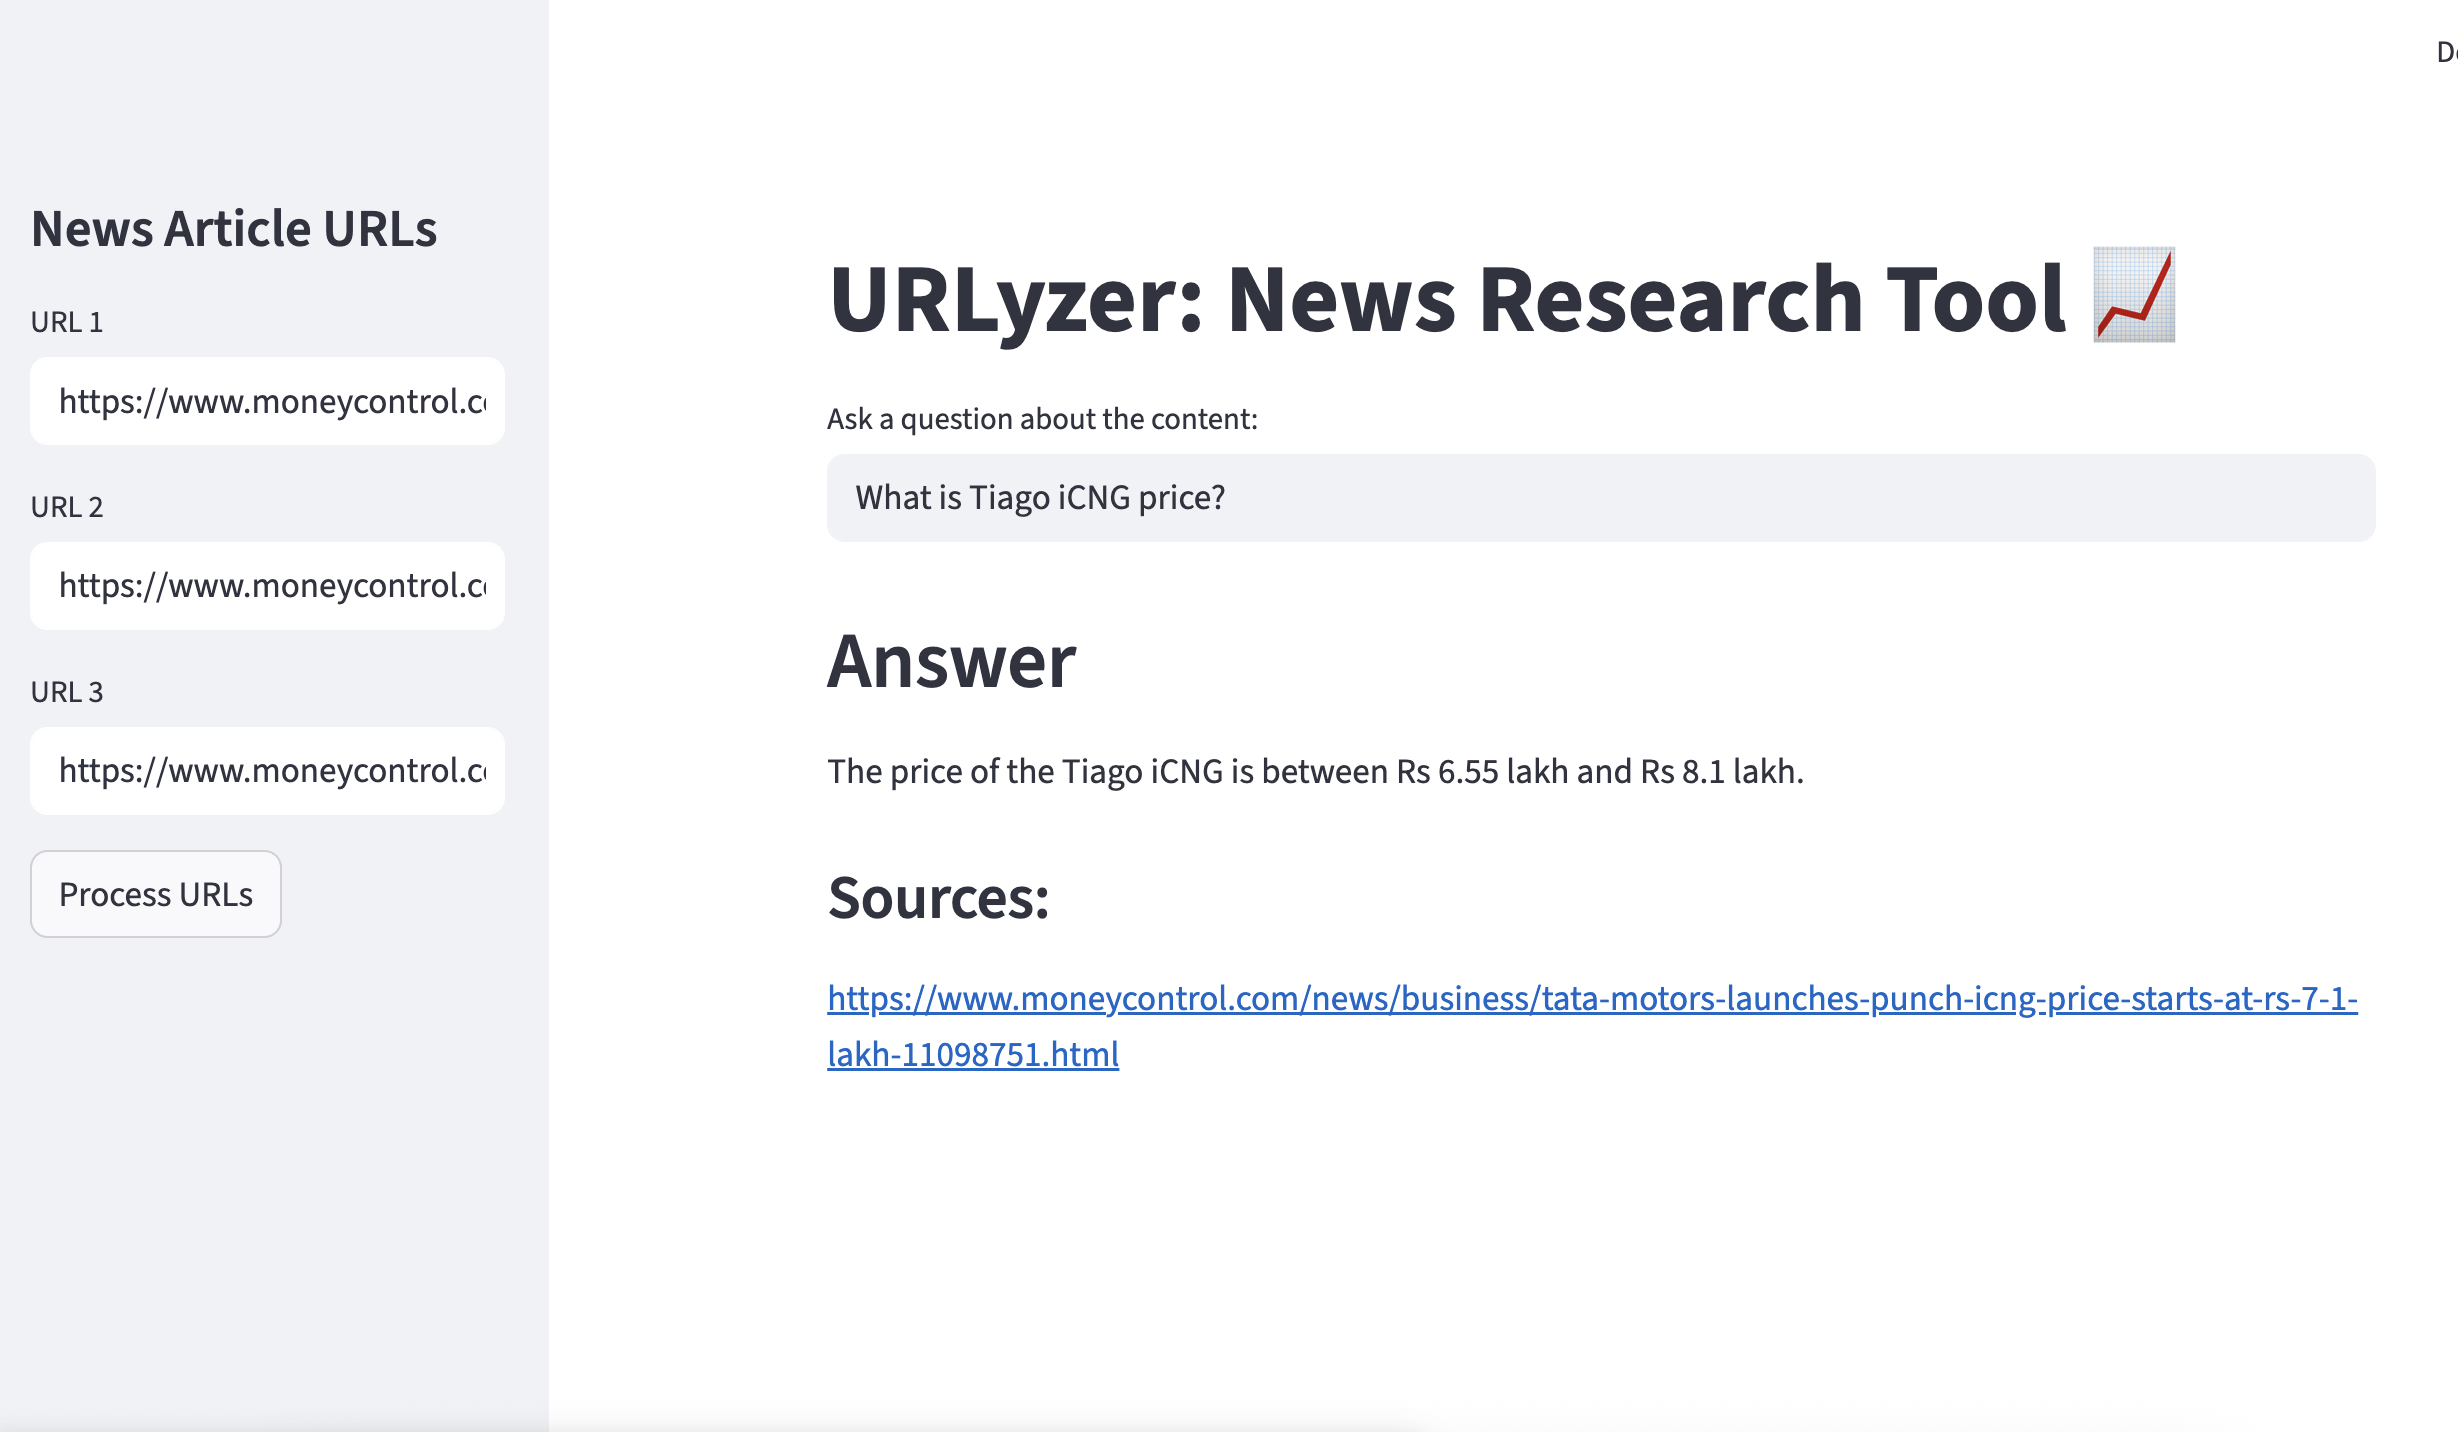 News Article URLs
URL 1
https://www.moneycontrol.c
URL 2
https://www.moneycontrol.c
URL 3
https://www.moneycontrol.c
Process URLs
URLyzer: News Research Tool 📈
Ask a question about the content:
What is Tiago iCNG price?
Answer
The price of the Tiago iCNG is between Rs 6.55 lakh and Rs 8.1 lakh.
Sources:
https://www.moneycontrol.com/news/business/tata-motors-launches-punch-icng-price-starts-at-rs-7-1-
lakh-11098751.html